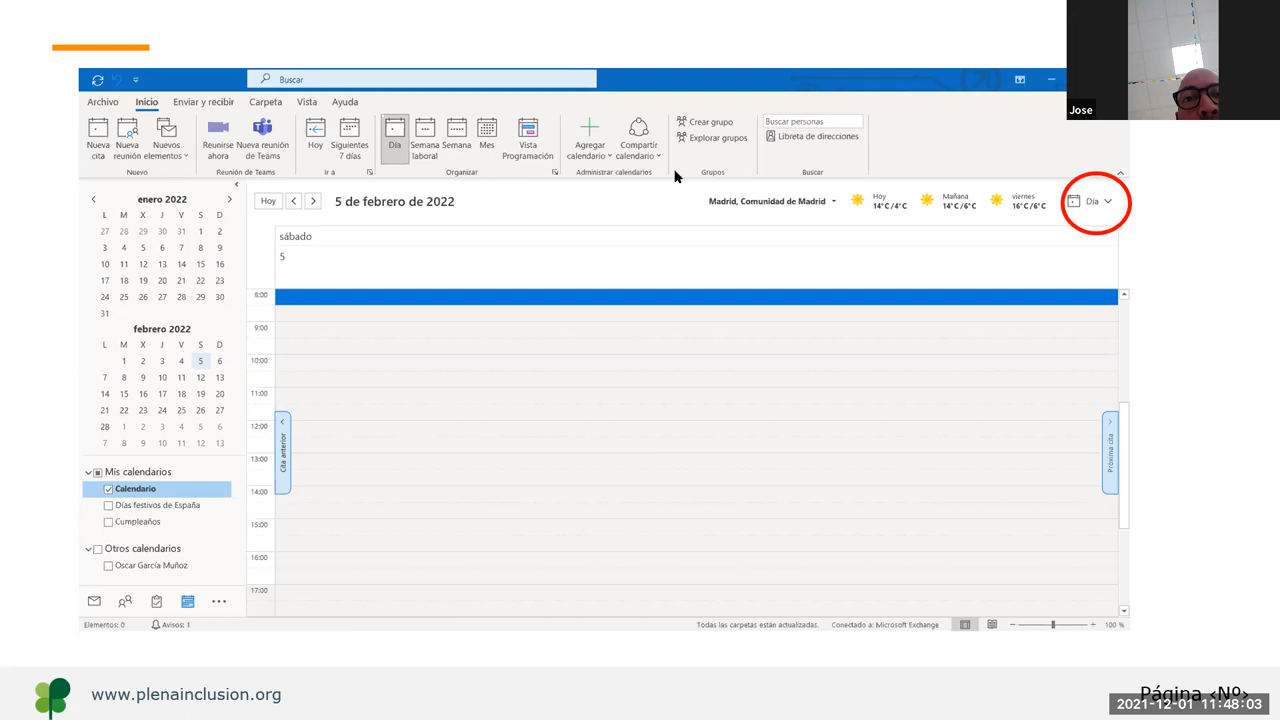 Buscar
Jose
Archivo Inicio Enviar y recibir Carpeta Vista Ayuda
Nueva cita
Nueva reunión
Nuevos elementos
Reunirse ahora
Nueva reunión de Teams
Hoy
Siguientes 7 días
Día
Semana laboral
Semana
Mes
Vista Programación
Agregar calendario
Compartir calendario
Crear grupo
Explorar grupos
Buscar personas
Libreta de direcciones
Nuevo Reunión de Teams Ir a Organizar Administrar calendarios Grupos Buscar
enero 2022
L M X J V S D
27 28 29 30 31 1 2
3 4 5 6 7 8 9
10 11 12 13 14 15 16
17 18 19 20 21 22 23
24 25 26 27 28 29 30
31
febrero 2022
L M X J V S D
1 2 3 4 5 6
7 8 9 10 11 12 13
14 15 16 17 18 19 20
21 22 23 24 25 26 27
28 1 2 3 4 5 6
7 8 9 10 11 12 13
Mis calendarios
Calendario
Días festivos de España
Cumpleaños
Otros calendarios
Oscar García Muñoz
Hoy 5 de febrero de 2022
Madrid, Comunidad de Madrid
Hoy
14°C/4°C
Mañana
14°C/6°C
viernes
16°C/6°C
Día
sábado
5
8:00
9:00
10:00
11:00
12:00
13:00
14:00
15:00
16:00
17:00
Cita anterior
Próxima cita
Elementos: 0 Avisos: 1 Todas las carpetas están actualizadas. Conectado a: Microsoft Exchange 100 %
www.plenainclusion.org
Página ‹Nº›
2021-12-01 11:48:03